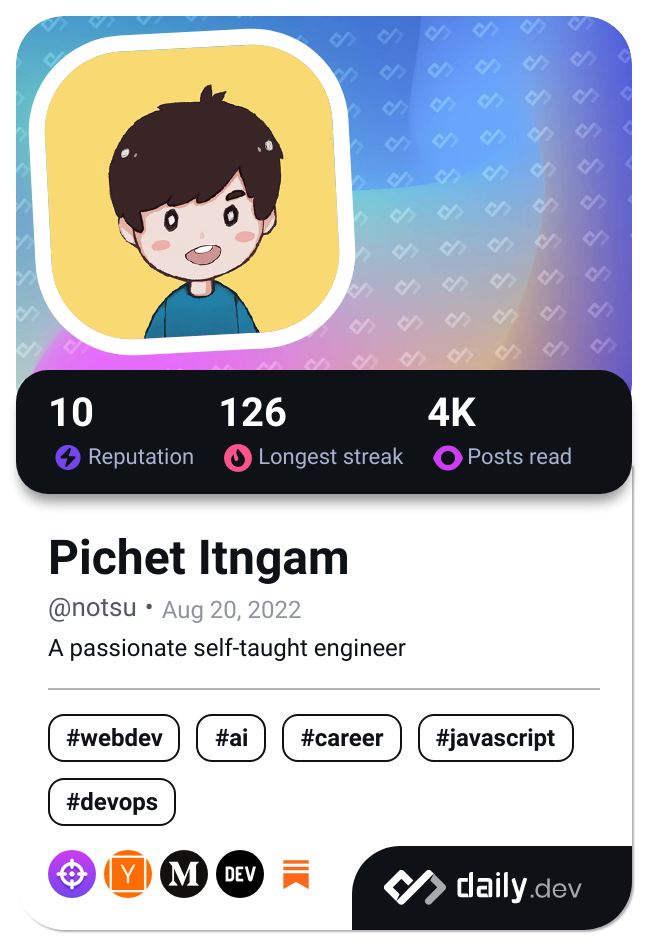 10 126 4K
Reputation Longest streak Posts read
Pichet Itngam
@notsu • Aug 20, 2022
A passionate self-taught engineer
#webdev #ai #career #javascript
#devops
Y M DEV
daily.dev